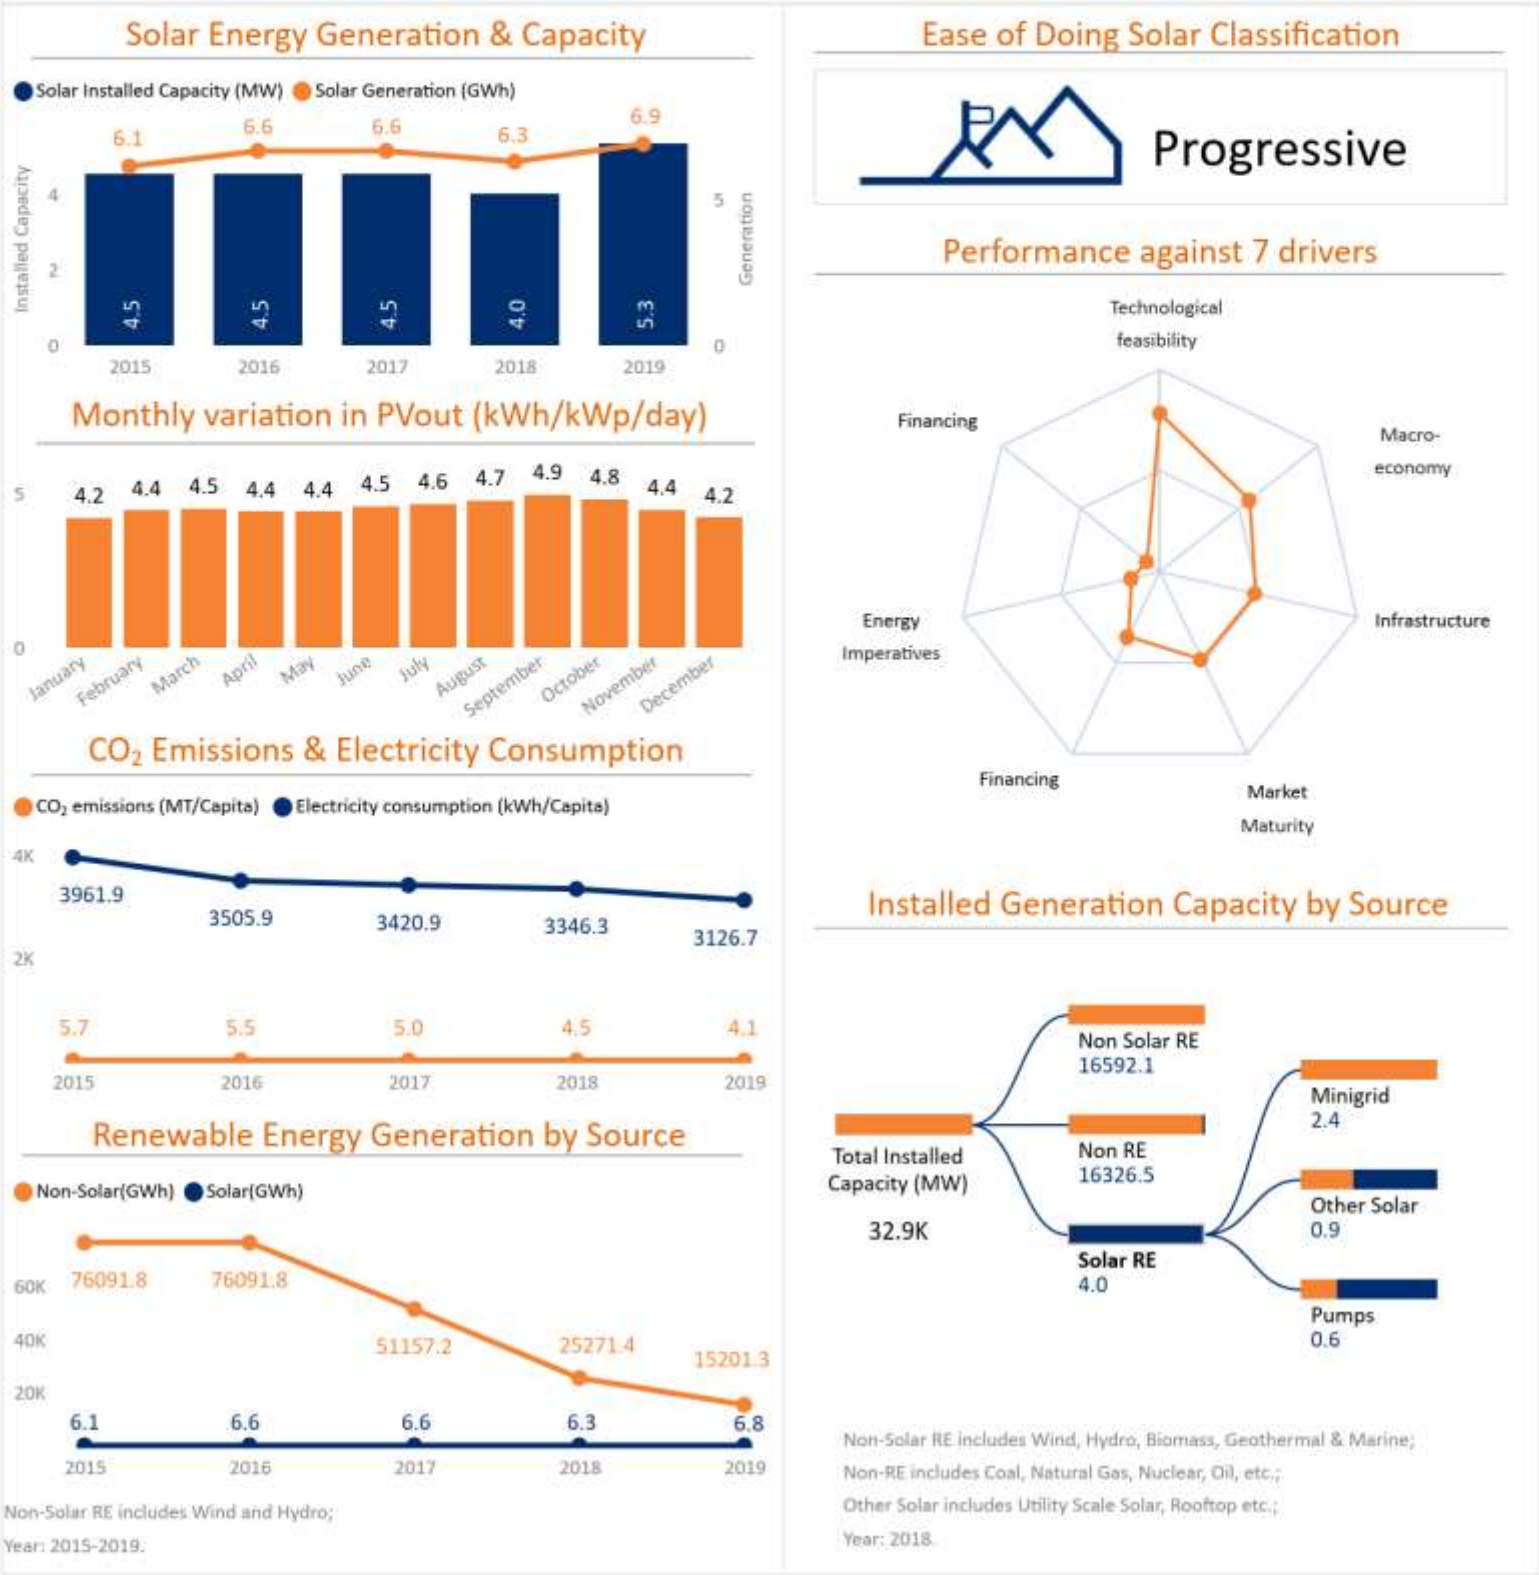 Solar Energy Generation & Capacity
Solar Installed Capacity (MW) Solar Generation (GWh)
6.1 6.6 6.6 6.3 6.9
Installed Capacity
4
2
0
4.5 4.5 4.5 4.0 5.3
5
0
Generation
2015 2016 2017 2018 2019
Monthly variation in PVout (kWh/kWp/day)
5
0
4.2 4.4 4.5 4.4 4.4 4.5 4.6 4.7 4.9 4.8 4.4 4.2
January February March April May June July August September October November December
CO₂ Emissions & Electricity Consumption
CO₂ emissions (MT/Capita) Electricity consumption (kWh/Capita)
4K
3961.9 3505.9 3420.9 3346.3 3126.7
2K
5.7 5.5 5.0 4.5 4.1
2015 2016 2017 2018 2019
Renewable Energy Generation by Source
Non-Solar(GWh) Solar(GWh)
60K
40K
20K
76091.8 76091.8 51157.2 25271.4 15201.3
6.1 6.6 6.6 6.3 6.8
2015 2016 2017 2018 2019
Non-Solar RE includes Wind and Hydro;
Year: 2015-2019.
Ease of Doing Solar Classification
Progressive
Performance against 7 drivers
Technological
feasibility
Macro-
economy
Infrastructure
Market
Maturity
Financing
Energy
Imperatives
Financing
Installed Generation Capacity by Source
Total Installed
Capacity (MW)
32.9K
Non Solar RE
16592.1
Non RE
16326.5
Solar RE
4.0
Minigrid
2.4
Other Solar
0.9
Pumps
0.6
Non-Solar RE includes Wind, Hydro, Biomass, Geothermal & Marine;
Non-RE includes Coal, Natural Gas, Nuclear, Oil, etc.;
Other Solar includes Utility Scale Solar, Rooftop etc.;
Year: 2018.